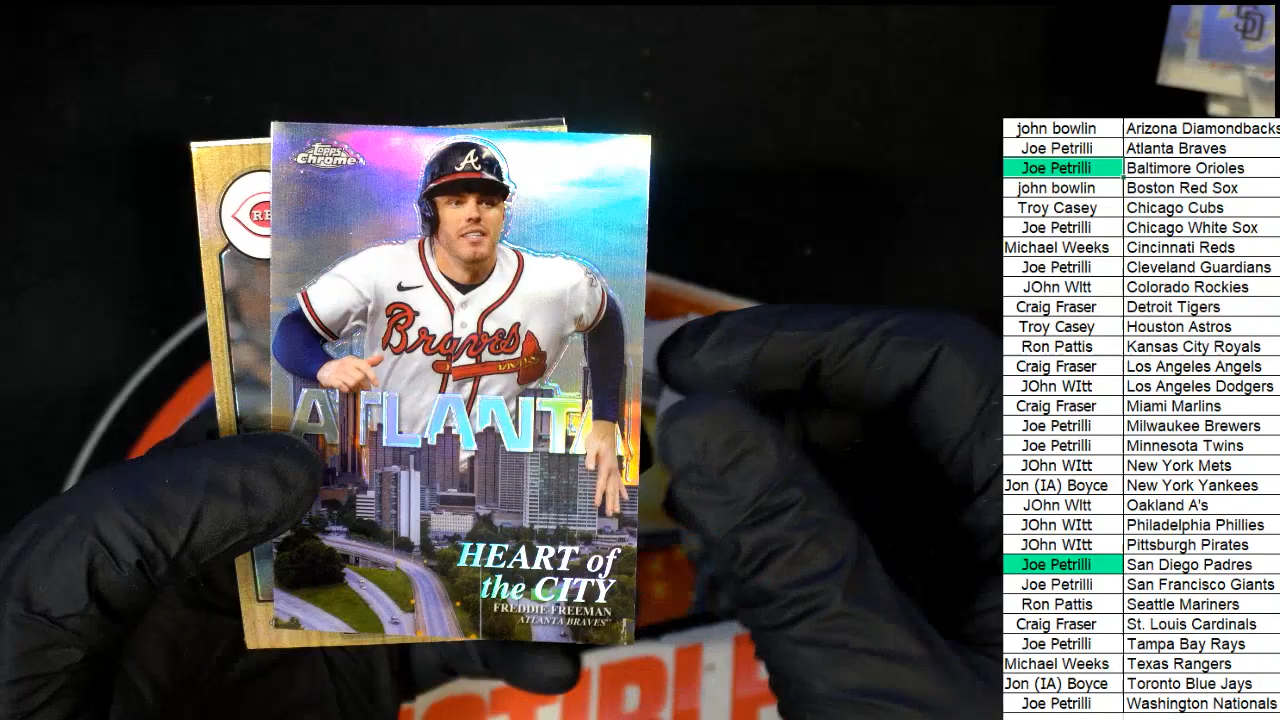 SD
Topps
Chrome
A
RE
Braves
ATLANTA
HEART of
the CITY
FREDDIE FREEMAN
ATLANTA BRAVES
john bowlin Arizona Diamondbacks
Joe Petrilli Atlanta Braves
Joe Petrilli Baltimore Orioles
john bowlin Boston Red Sox
Troy Casey Chicago Cubs
Joe Petrilli Chicago White Sox
Michael Weeks Cincinnati Reds
Joe Petrilli Cleveland Guardians
JOhn WItt Colorado Rockies
Craig Fraser Detroit Tigers
Troy Casey Houston Astros
Ron Pattis Kansas City Royals
Craig Fraser Los Angeles Angels
JOhn WItt Los Angeles Dodgers
Craig Fraser Miami Marlins
Joe Petrilli Milwaukee Brewers
Joe Petrilli Minnesota Twins
JOhn WItt New York Mets
Jon (IA) Boyce New York Yankees
JOhn WItt Oakland A's
JOhn WItt Philadelphia Phillies
JOhn WItt Pittsburgh Pirates
Joe Petrilli San Diego Padres
Joe Petrilli San Francisco Giants
Ron Pattis Seattle Mariners
Craig Fraser St. Louis Cardinals
Joe Petrilli Tampa Bay Rays
Michael Weeks Texas Rangers
Jon (IA) Boyce Toronto Blue Jays
Joe Petrilli Washington Nationals